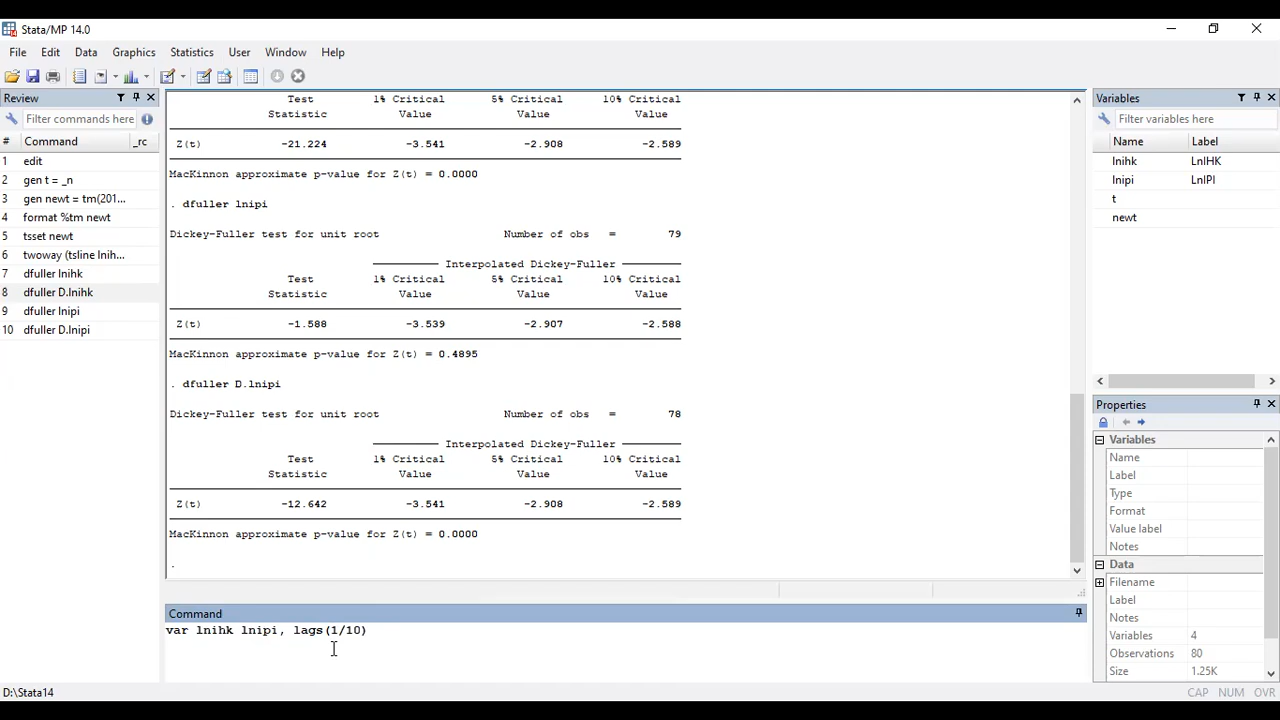 Stata/MP 14.0
File Edit Data Graphics Statistics User Window Help
Review
Filter commands here
# Command _rc
1 edit
2 gen t = _n
3 gen newt = tm(201...
4 format %tm newt
5 tsset newt
6 twoway (tsline lnih...
7 dfuller lnihk
8 dfuller D.lnihk
9 dfuller lnipi
10 dfuller D.lnipi
Test 1% Critical 5% Critical 10% Critical
Statistic Value Value Value
Z(t) -21.224 -3.541 -2.908 -2.589
MacKinnon approximate p-value for Z(t) = 0.0000
. dfuller lnipi
Dickey-Fuller test for unit root Number of obs = 79
Interpolated Dickey-Fuller
Test 1% Critical 5% Critical 10% Critical
Statistic Value Value Value
Z(t) -1.588 -3.539 -2.907 -2.588
MacKinnon approximate p-value for Z(t) = 0.4895
. dfuller D.lnipi
Dickey-Fuller test for unit root Number of obs = 78
Interpolated Dickey-Fuller
Test 1% Critical 5% Critical 10% Critical
Statistic Value Value Value
Z(t) -12.642 -3.541 -2.908 -2.589
MacKinnon approximate p-value for Z(t) = 0.0000
.
Command
var lnihk lnipi, lags(1/10)
Variables
Filter variables here
Name Label
lnihk LnIHK
lnipi LnIPI
t
newt
Properties
Variables
Name
Label
Type
Format
Value label
Notes
Data
Filename
Label
Notes
Variables 4
Observations 80
Size 1.25K
D:\Stata14
CAP NUM OVR